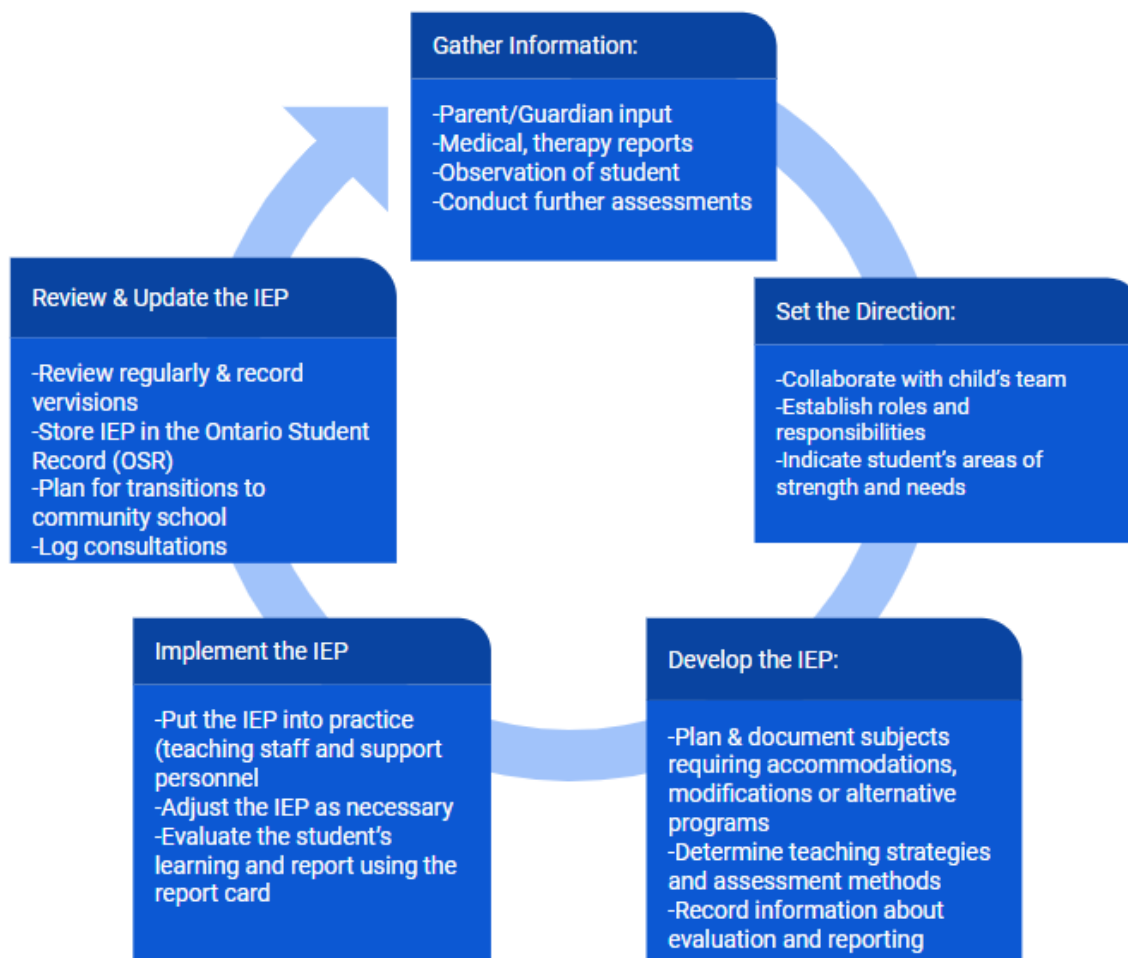 Gather Information:
-Parent/Guardian input
-Medical, therapy reports
-Observation of student
-Conduct further assessments
Set the Direction:
-Collaborate with child's team
-Establish roles and
responsibilities
-Indicate student's areas of
strength and needs
Develop the IEP:
-Plan & document subjects
requiring accommodations,
modifications or alternative
programs
-Determine teaching strategies
and assessment methods
-Record information about
evaluation and reporting
Implement the IEP
-Put the IEP into practice
(teaching staff and support
personnel
-Adjust the IEP as necessary
-Evaluate the student's
learning and report using the
report card
Review & Update the IEP
-Review regularly & record
vervisions
-Store IEP in the Ontario Student
Record (OSR)
-Plan for transitions to
community school
-Log consultations